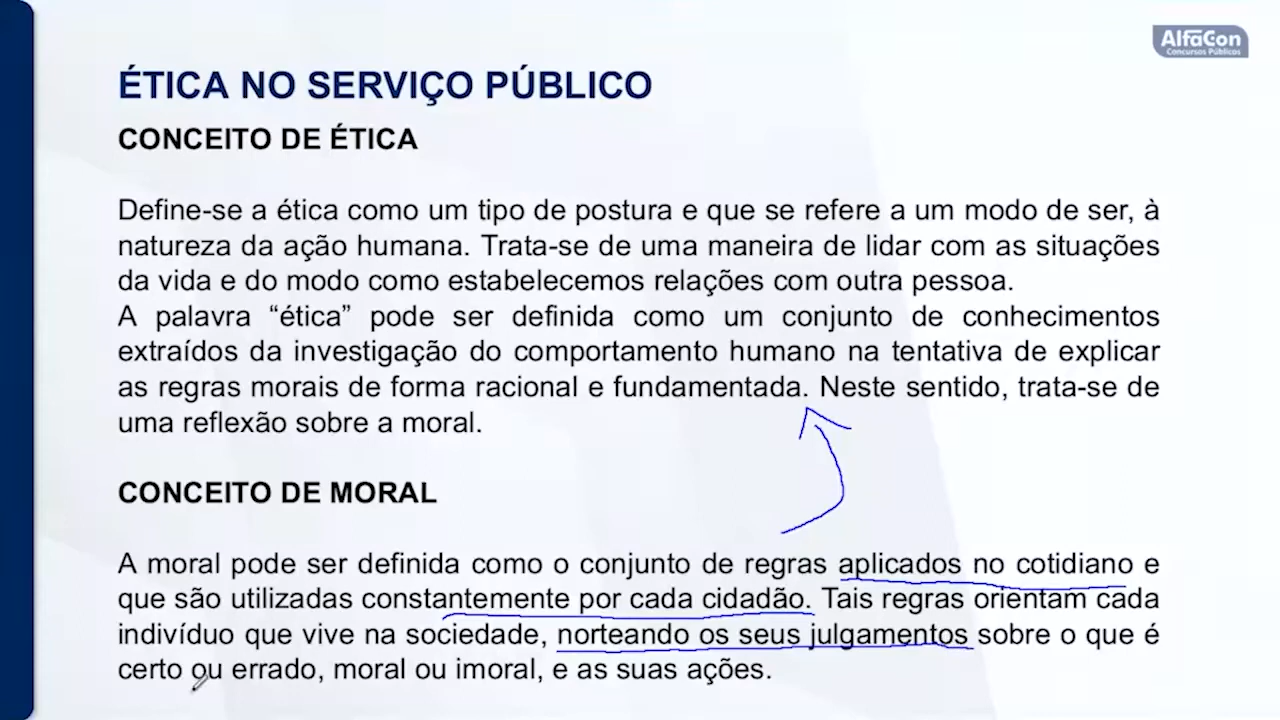 AlfaCon
Concursos Públicos
ÉTICA NO SERVIÇO PÚBLICO
CONCEITO DE ÉTICA
Define-se a ética como um tipo de postura e que se refere a um modo de ser, à
natureza da ação humana. Trata-se de uma maneira de lidar com as situações
da vida e do modo como estabelecemos relações com outra pessoa.
A palavra “ética” pode ser definida como um conjunto de conhecimentos
extraídos da investigação do comportamento humano na tentativa de explicar
as regras morais de forma racional e fundamentada. Neste sentido, trata-se de
uma reflexão sobre a moral.
CONCEITO DE MORAL
A moral pode ser definida como o conjunto de regras aplicados no cotidiano e
que são utilizadas constantemente por cada cidadão. Tais regras orientam cada
indivíduo que vive na sociedade, norteando os seus julgamentos sobre o que é
certo ou errado, moral ou imoral, e as suas ações.